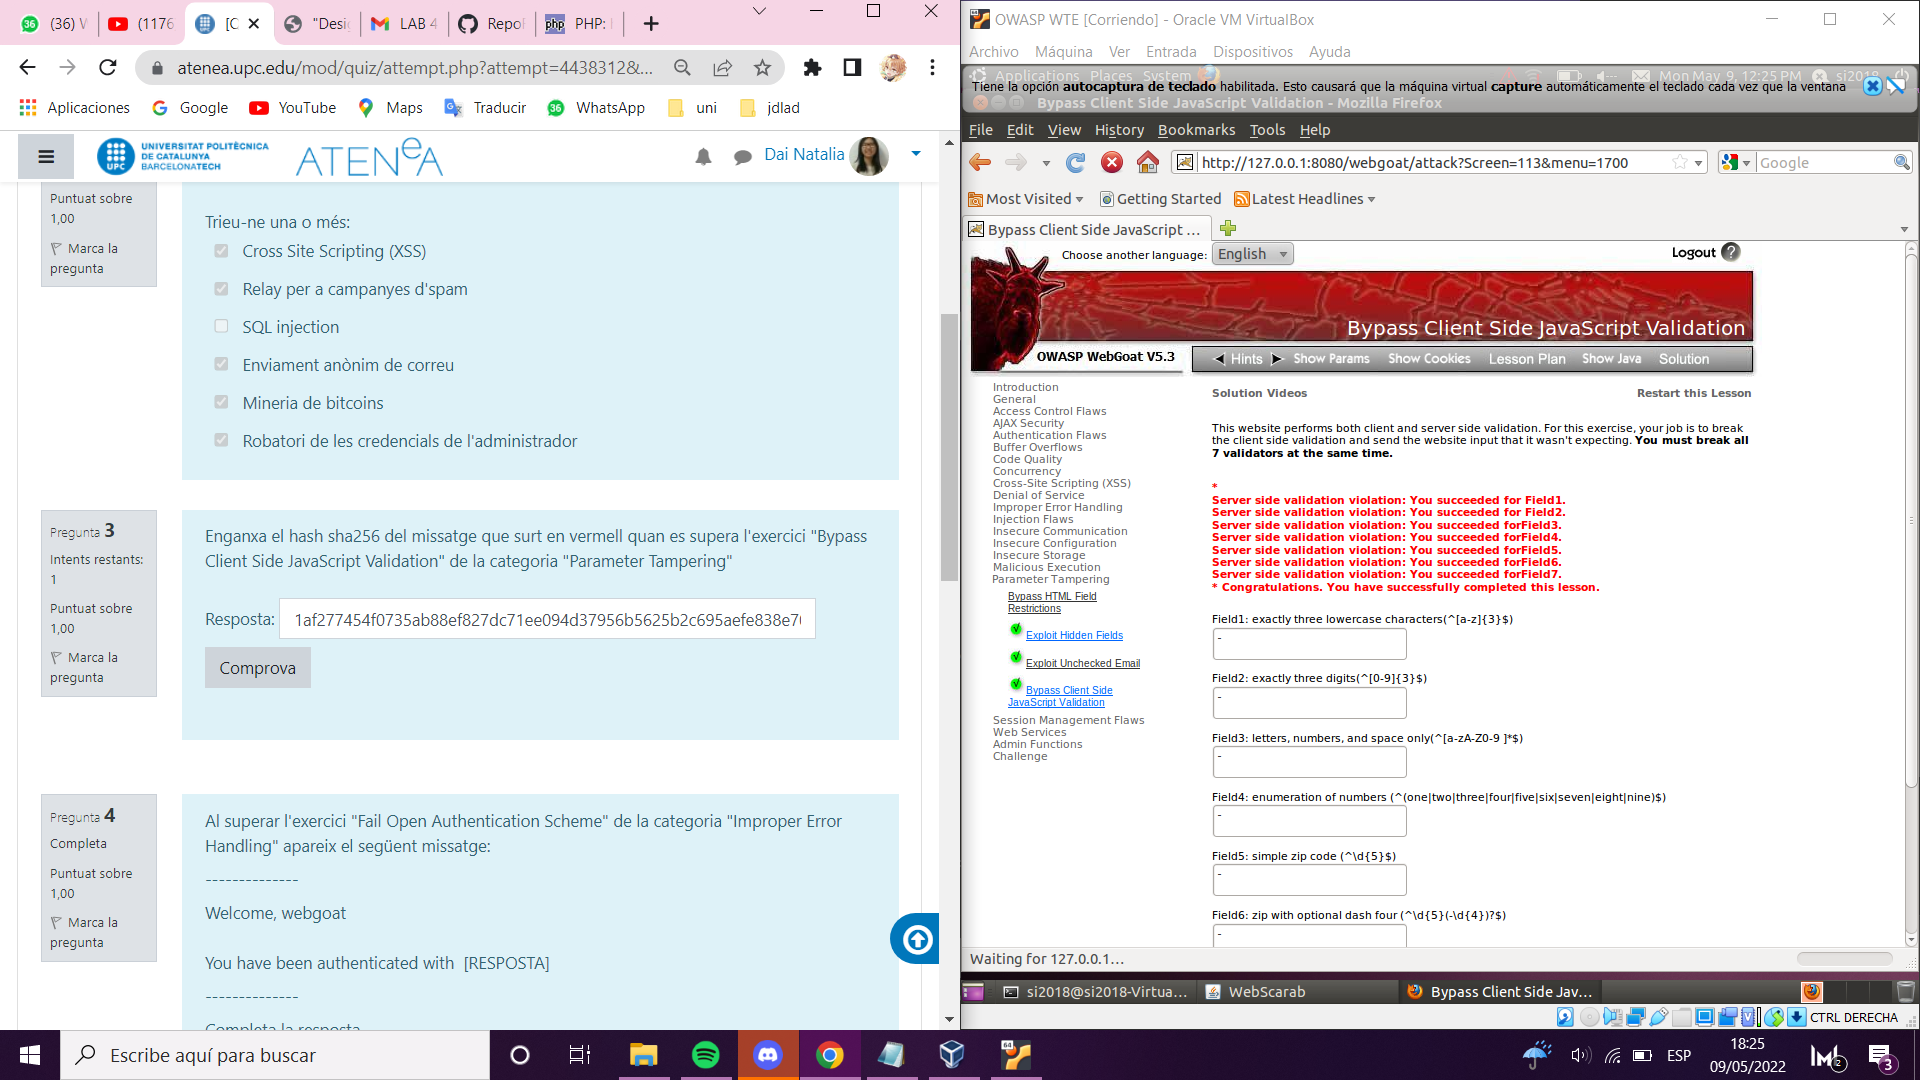 (36) W
(1176
[C
"Desig
LAB 4
Repo
PHP:
atenea.upc.edu/mod/quiz/attempt.php?attempt=4438312&...
Aplicaciones
Google
YouTube
Maps
Traducir
WhatsApp
uni
jdlad
UNIVERSITAT POLITÈCNICA
DE CATALUNYA
BARCELONATECH
UPC
ATENEA
Dai Natalia
Puntuat sobre
1,00
Marca la
pregunta
Trieu-ne una o més:
Cross Site Scripting (XSS)
Relay per a campanyes d'spam
SQL injection
Enviament anònim de correu
Mineria de bitcoins
Robatori de les credencials de l'administrador
Pregunta 3
Intents restants:
1
Puntuat sobre
1,00
Marca la
pregunta
Enganxa el hash sha256 del missatge que surt en vermell quan es supera l'exercici "Bypass
Client Side JavaScript Validation" de la categoria "Parameter Tampering"
Resposta: 1af277454f0735ab88ef827dc71ee094d37956b5625b2c695aefe838e7
Comprova
Pregunta 4
Completa
Puntuat sobre
1,00
Marca la
pregunta
Al superar l'exercici "Fail Open Authentication Scheme" de la categoria "Improper Error
Handling" apareix el següent missatge:
--------------
Welcome, webgoat
You have been authenticated with [RESPOSTA]
--------------
Completa la resposta
OWASP WTE [Corriendo] - Oracle VM VirtualBox
Archivo Máquina Ver Entrada Dispositivos Ayuda
Applications Places System
Mon May 9, 12:25 PM
si2018
Tiene la opción autocaptura de teclado habilitada. Esto causará que la máquina virtual capture automáticamente el teclado cada vez que la ventana
Bypass Client Side JavaScript Validation - Mozilla Firefox
File Edit View History Bookmarks Tools Help
http://127.0.0.1:8080/webgoat/attack?Screen=113&menu=1700
Google
Most Visited
Getting Started
Latest Headlines
Bypass Client Side JavaScript ...
Choose another language: English
Logout ?
Bypass Client Side JavaScript Validation
OWASP WebGoat V5.3
Hints Show Params Show Cookies Lesson Plan Show Java Solution
Introduction
General
Access Control Flaws
AJAX Security
Authentication Flaws
Buffer Overflows
Code Quality
Concurrency
Cross-Site Scripting (XSS)
Denial of Service
Improper Error Handling
Injection Flaws
Insecure Communication
Insecure Configuration
Insecure Storage
Malicious Execution
Parameter Tampering
Bypass HTML Field
Restrictions
Exploit Hidden Fields
Exploit Unchecked Email
Bypass Client Side
JavaScript Validation
Session Management Flaws
Web Services
Admin Functions
Challenge
Solution Videos
Restart this Lesson
This website performs both client and server side validation. For this exercise, your job is to break
the client side validation and send the website input that it wasn't expecting. You must break all
7 validators at the same time.
*
Server side validation violation: You succeeded for Field1.
Server side validation violation: You succeeded for Field2.
Server side validation violation: You succeeded forField3.
Server side validation violation: You succeeded forField4.
Server side validation violation: You succeeded forField5.
Server side validation violation: You succeeded forField6.
Server side validation violation: You succeeded forField7.
* Congratulations. You have successfully completed this lesson.
Field1: exactly three lowercase characters(^[a-z]{3}$)
-
Field2: exactly three digits(^[0-9]{3}$)
-
Field3: letters, numbers, and space only(^[a-zA-Z0-9 ]*$)
-
Field4: enumeration of numbers (^(one|two|three|four|five|six|seven|eight|nine)$)
-
Field5: simple zip code (^\d{5}$)
-
Field6: zip with optional dash four (^\d{5}(-\d{4})?$)
-
Waiting for 127.0.0.1...
si2018@si2018-Virtua...
WebScarab
Bypass Client Side Jav...
CTRL DERECHA
Escribe aquí para buscar
ESP
18:25
09/05/2022
2
3